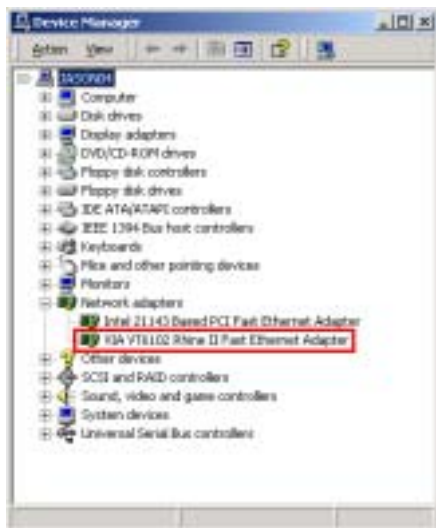 Device Manager
Action View
JASON04
Computer
Disk drives
Display adapters
DVD/CD-ROM drives
Floppy disk controllers
Floppy disk drives
IDE ATA/ATAPI controllers
IEEE 1394 Bus host controllers
Keyboards
Mice and other pointing devices
Monitors
Network adapters
Intel 21143 Based PCI Fast Ethernet Adapter
VIA VT6102 Rhine II Fast Ethernet Adapter
Other devices
SCSI and RAID controllers
Sound, video and game controllers
System devices
Universal Serial Bus controllers